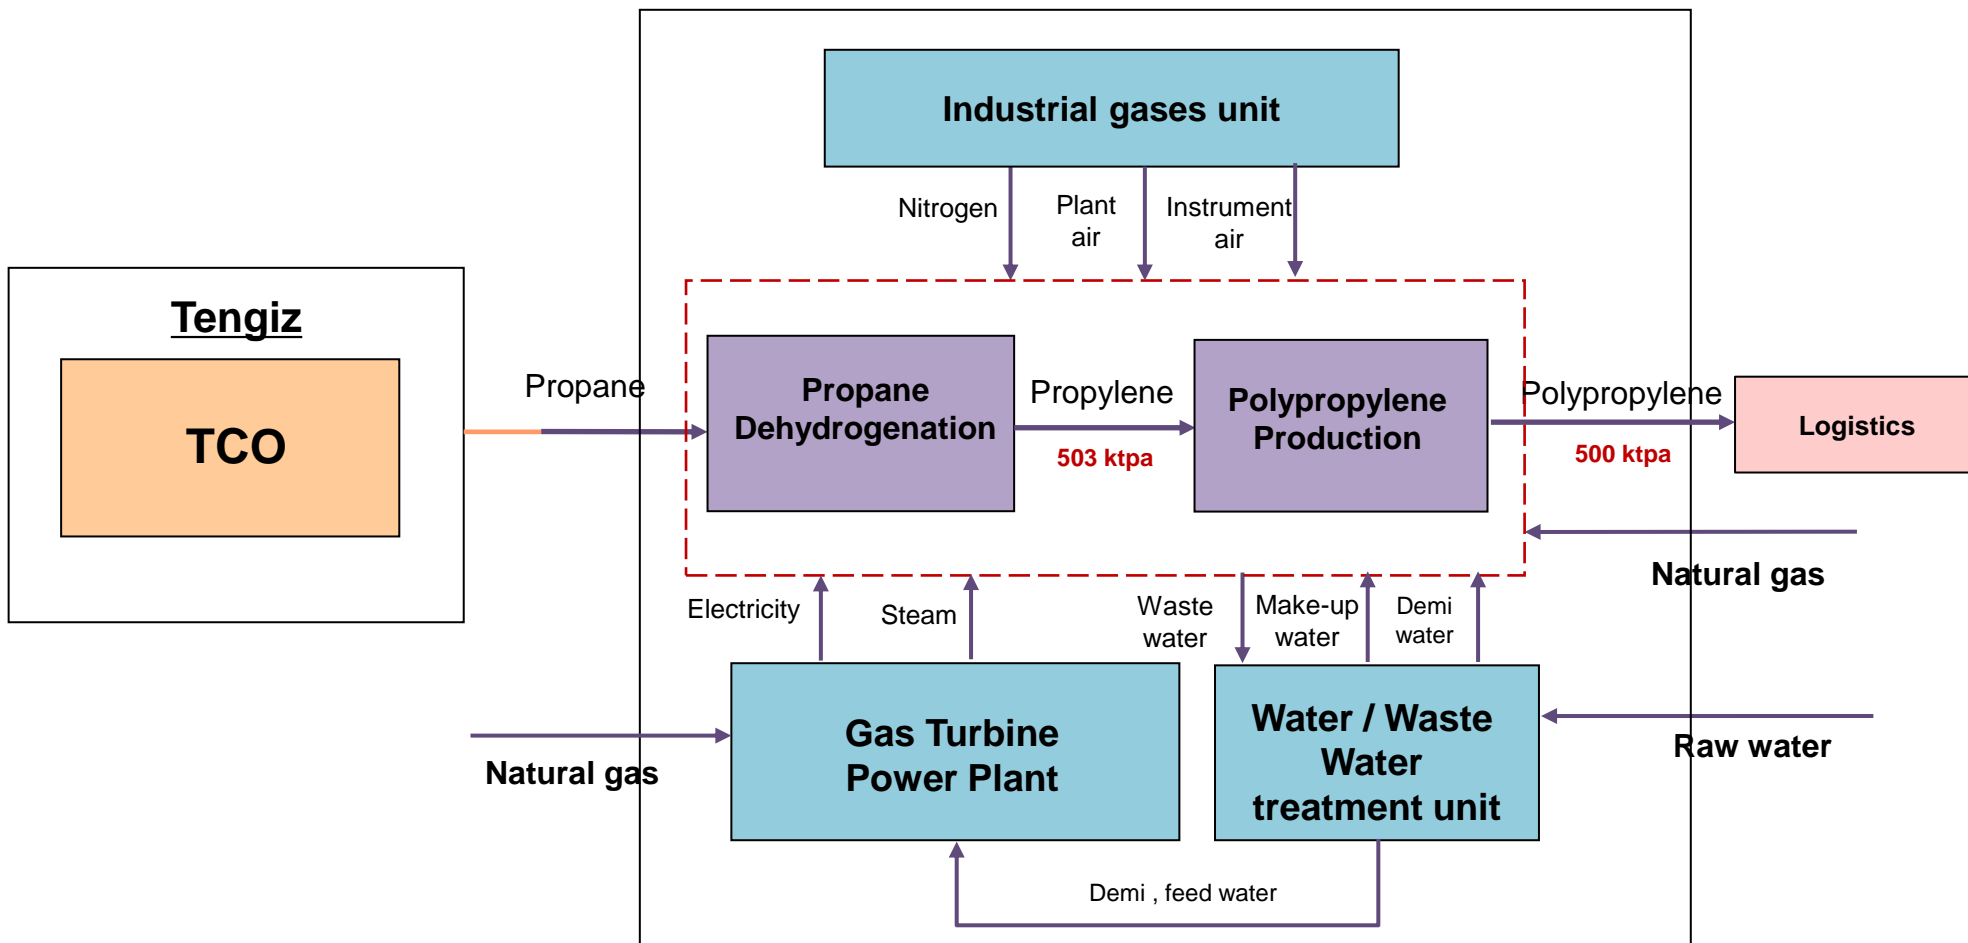 Industrial gases unit
Nitrogen
Plant
air
Instrument
air
Tengiz
TCO
Propane
Propane
Dehydrogenation
Propylene
503 ktpa
Polypropylene
Production
Polypropylene
500 ktpa
Logistics
Natural gas
Electricity
Steam
Waste
water
Make-up
water
Demi
water
Gas Turbine
Power Plant
Natural gas
Water / Waste
Water
treatment unit
Raw water
Demi , feed water